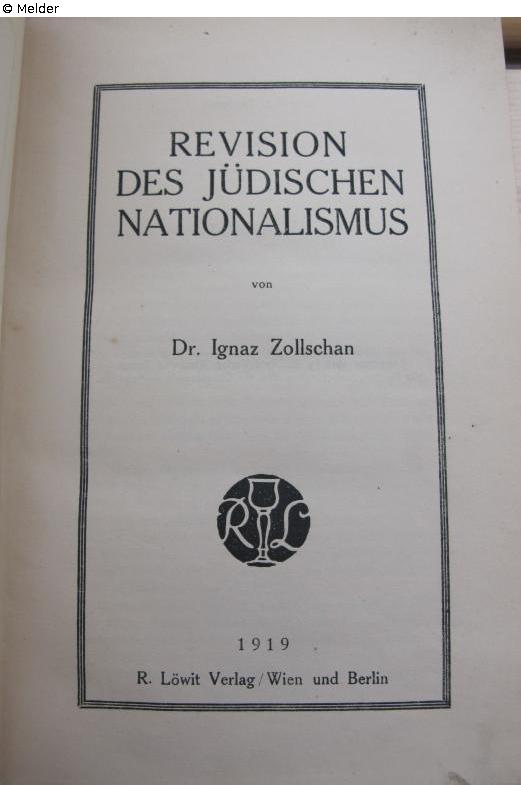 © Melder
REVISION
DES JÜDISCHEN
NATIONALISMUS
von
Dr. Ignaz Zollschan
RL
1919
R. Löwit Verlag / Wien und Berlin